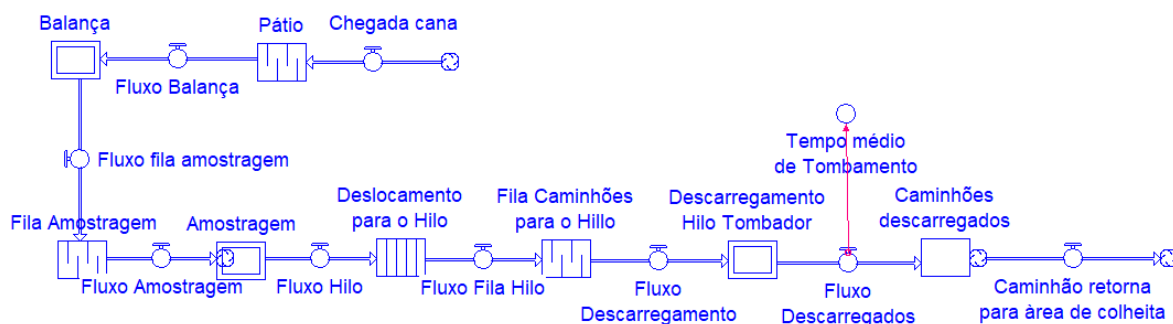 Balança
Pátio
Chegada cana
Fluxo Balança
Fluxo fila amostragem
Tempo médio
de Tombamento
Fila Amostragem
Amostragem
Deslocamento
para o Hilo
Fila Caminhões
para o Hillo
Descarregamento
Hilo Tombador
Caminhões
descarregados
Fluxo Amostragem
Fluxo Hilo
Fluxo Fila Hilo
Fluxo
Descarregamento
Fluxo
Descarregados
Caminhão retorna
para àrea de colheita